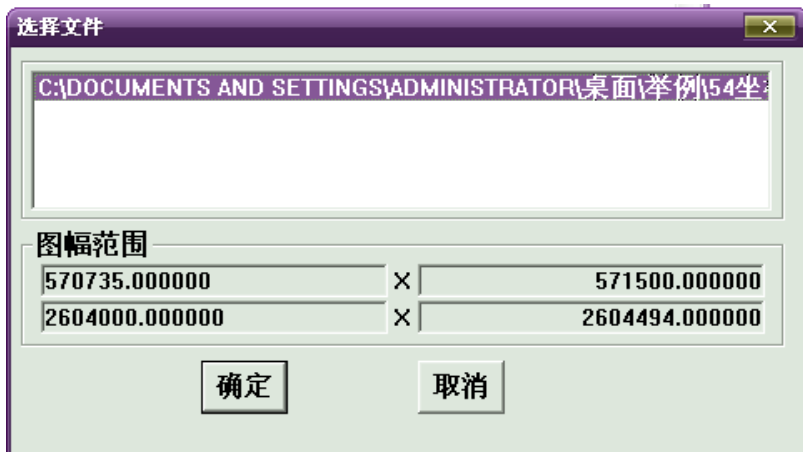 选择文件
C:\DOCUMENTS AND SETTINGS\ADMINISTRATOR\桌面\举例\54坐
图幅范围
570735.000000 X 571500.000000
2604000.000000 X 2604494.000000
确定 取消